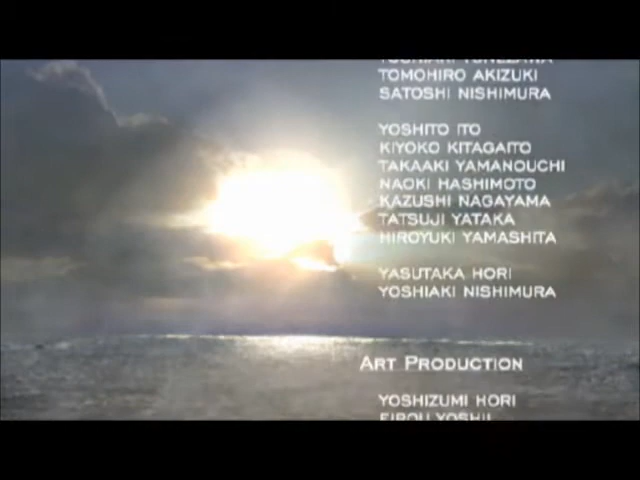 TOMOHIRO AKIZUKI
SATOSHI NISHIMURA
YOSHITO ITO
KIYOKO KITAGAITO
TAKAAKI YAMANOUCHI
NAOKI HASHIMOTO
KAZUSHI NAGAYAMA
TATSUJI YATAKA
HIROYUKI YAMASHITA
YASUTAKA HORI
YOSHIAKI NISHIMURA
ART PRODUCTION
YOSHIZUMI HORI